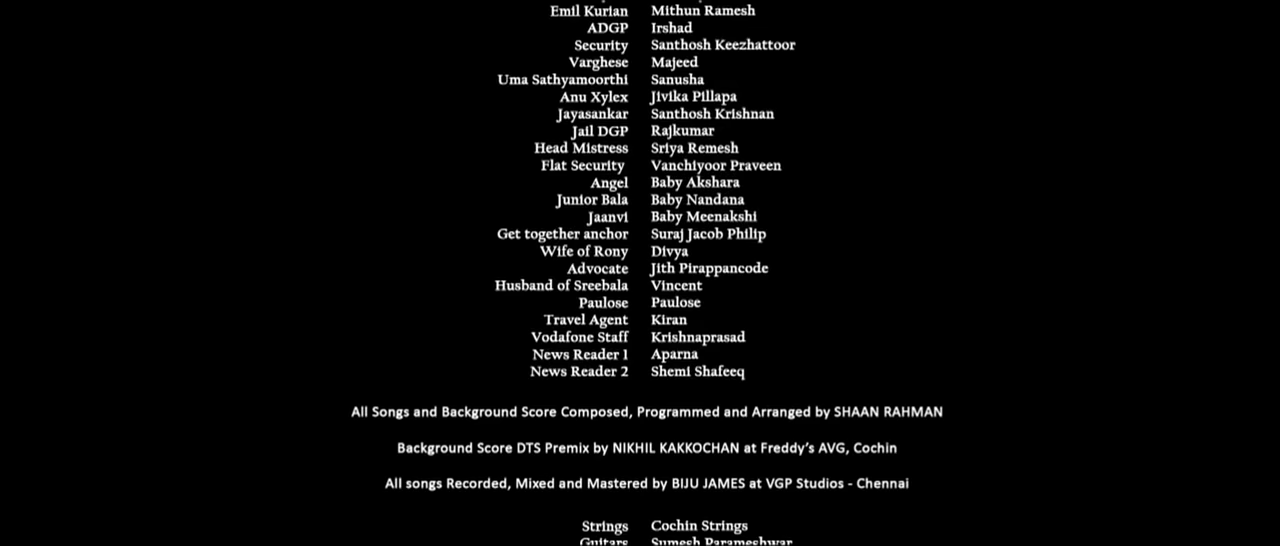 Emil Kurian Mithun Ramesh
ADGP Irshad
Security Santhosh Keezhattoor
Varghese Majeed
Uma Sathyamoorthi Sanusha
Anu Xylex Jivika Pillapa
Jayasankar Santhosh Krishnan
Jail DGP Rajkumar
Head Mistress Sriya Remesh
Flat Security Vanchiyoor Praveen
Angel Baby Akshara
Junior Bala Baby Nandana
Jaanvi Baby Meenakshi
Get together anchor Suraj Jacob Philip
Wife of Rony Divya
Advocate Jith Pirappancode
Husband of Sreebala Vincent
Paulose Paulose
Travel Agent Kiran
Vodafone Staff Krishnaprasad
News Reader 1 Aparna
News Reader 2 Shemi Shafeeq
All Songs and Background Score Composed, Programmed and Arranged by SHAAN RAHMAN
Background Score DTS Premix by NIKHIL KAKKOCHAN at Freddy's AVG, Cochin
All songs Recorded, Mixed and Mastered by BIJU JAMES at VGP Studios - Chennai
Strings Cochin Strings
Guitars Sumesh Parameshwar